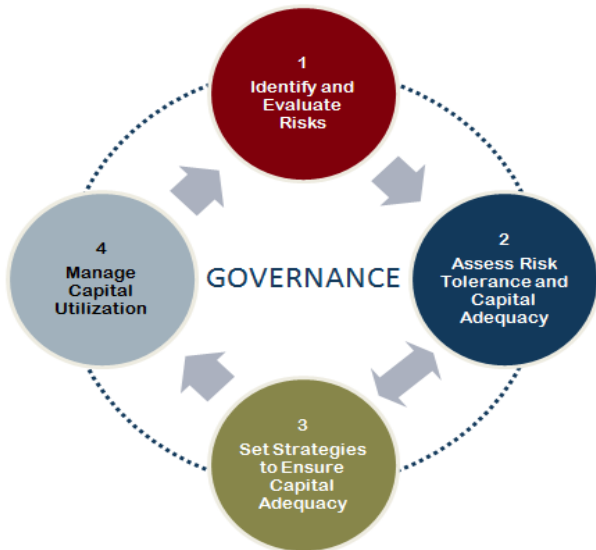 1
Identify and
Evaluate
Risks
2
Assess Risk
Tolerance and
Capital
Adequacy
GOVERNANCE
4
Manage
Capital
Utilization
3
Set Strategies
to Ensure
Capital
Adequacy